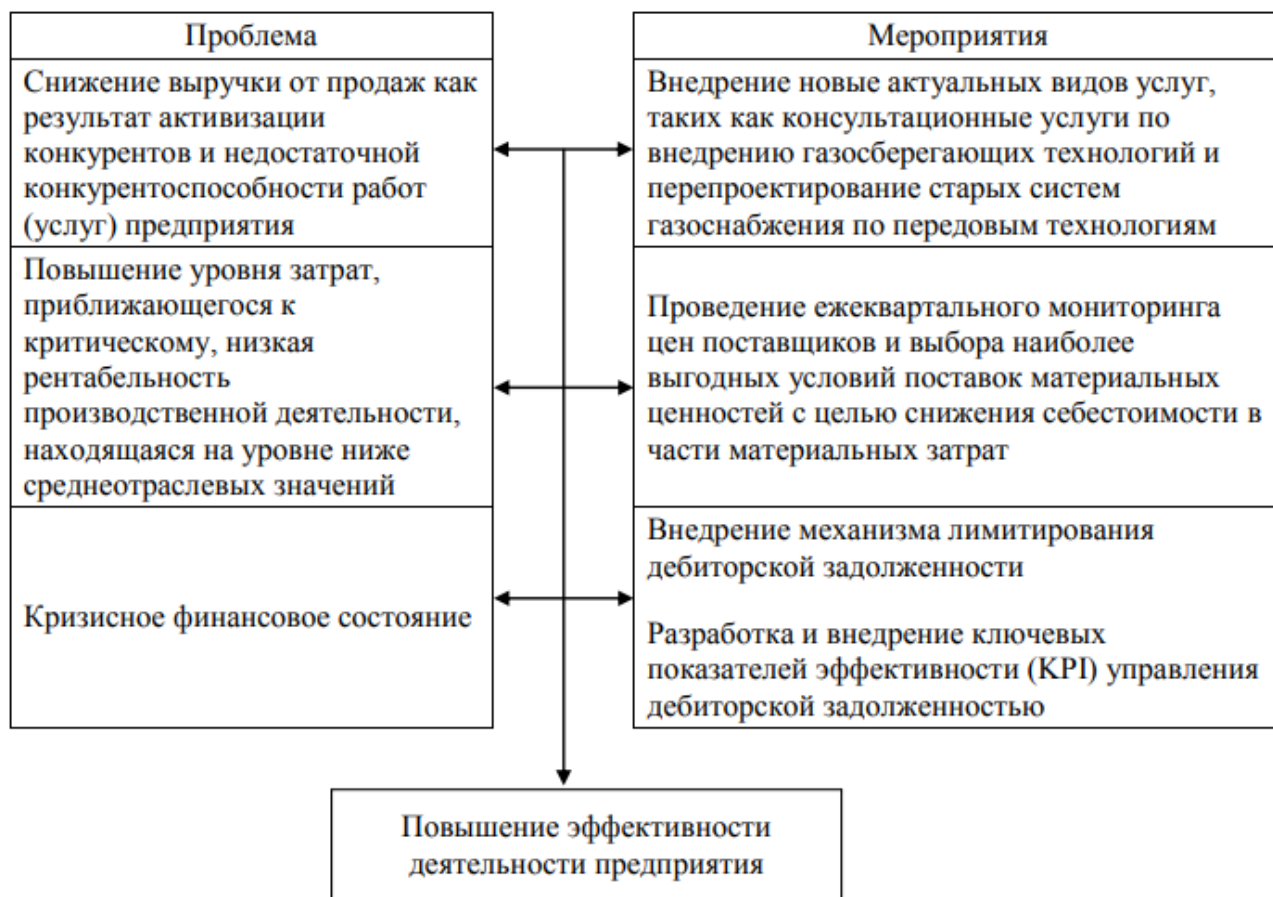 Проблема
Мероприятия
Снижение выручки от продаж как
результат активизации
конкурентов и недостаточной
конкурентоспособности работ
(услуг) предприятия
Внедрение новые актуальных видов услуг,
таких как консультационные услуги по
внедрению газосберегающих технологий и
перепроектирование старых систем
газоснабжения по передовым технологиям
Повышение уровня затрат,
приближающегося к
критическому, низкая
рентабельность
производственной деятельности,
находящаяся на уровне ниже
среднеотраслевых значений
Проведение ежеквартального мониторинга
цен поставщиков и выбора наиболее
выгодных условий поставок материальных
ценностей с целью снижения себестоимости в
части материальных затрат
Кризисное финансовое состояние
Внедрение механизма лимитирования
дебиторской задолженности
Разработка и внедрение ключевых
показателей эффективности (KPI) управления
дебиторской задолженностью
Повышение эффективности
деятельности предприятия